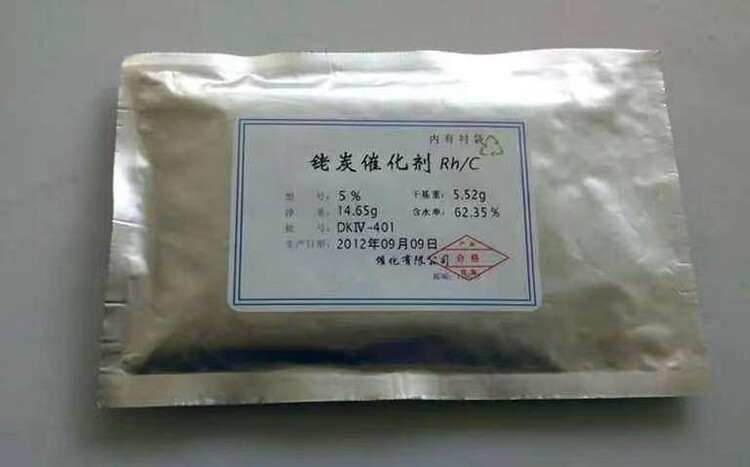 内有衬袋
铑炭催化剂 Rh/C
型 号: 5% 干基重: 5.52g
净 重: 14.65g 含水率: 62.35%
批 号: DKⅣ-401
生产日期: 2012年09月09日
催化有限公司
合格